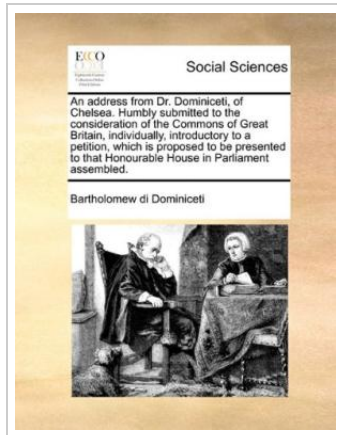 ECCO
Social Sciences
An address from Dr. Dominiceti, of
Chelsea. Humbly submitted to the
consideration of the Commons of Great
Britain, individually, introductory to a
petition, which is proposed to be presented
to that Honourable House in Parliament
assembled.
Bartholomew di Dominiceti